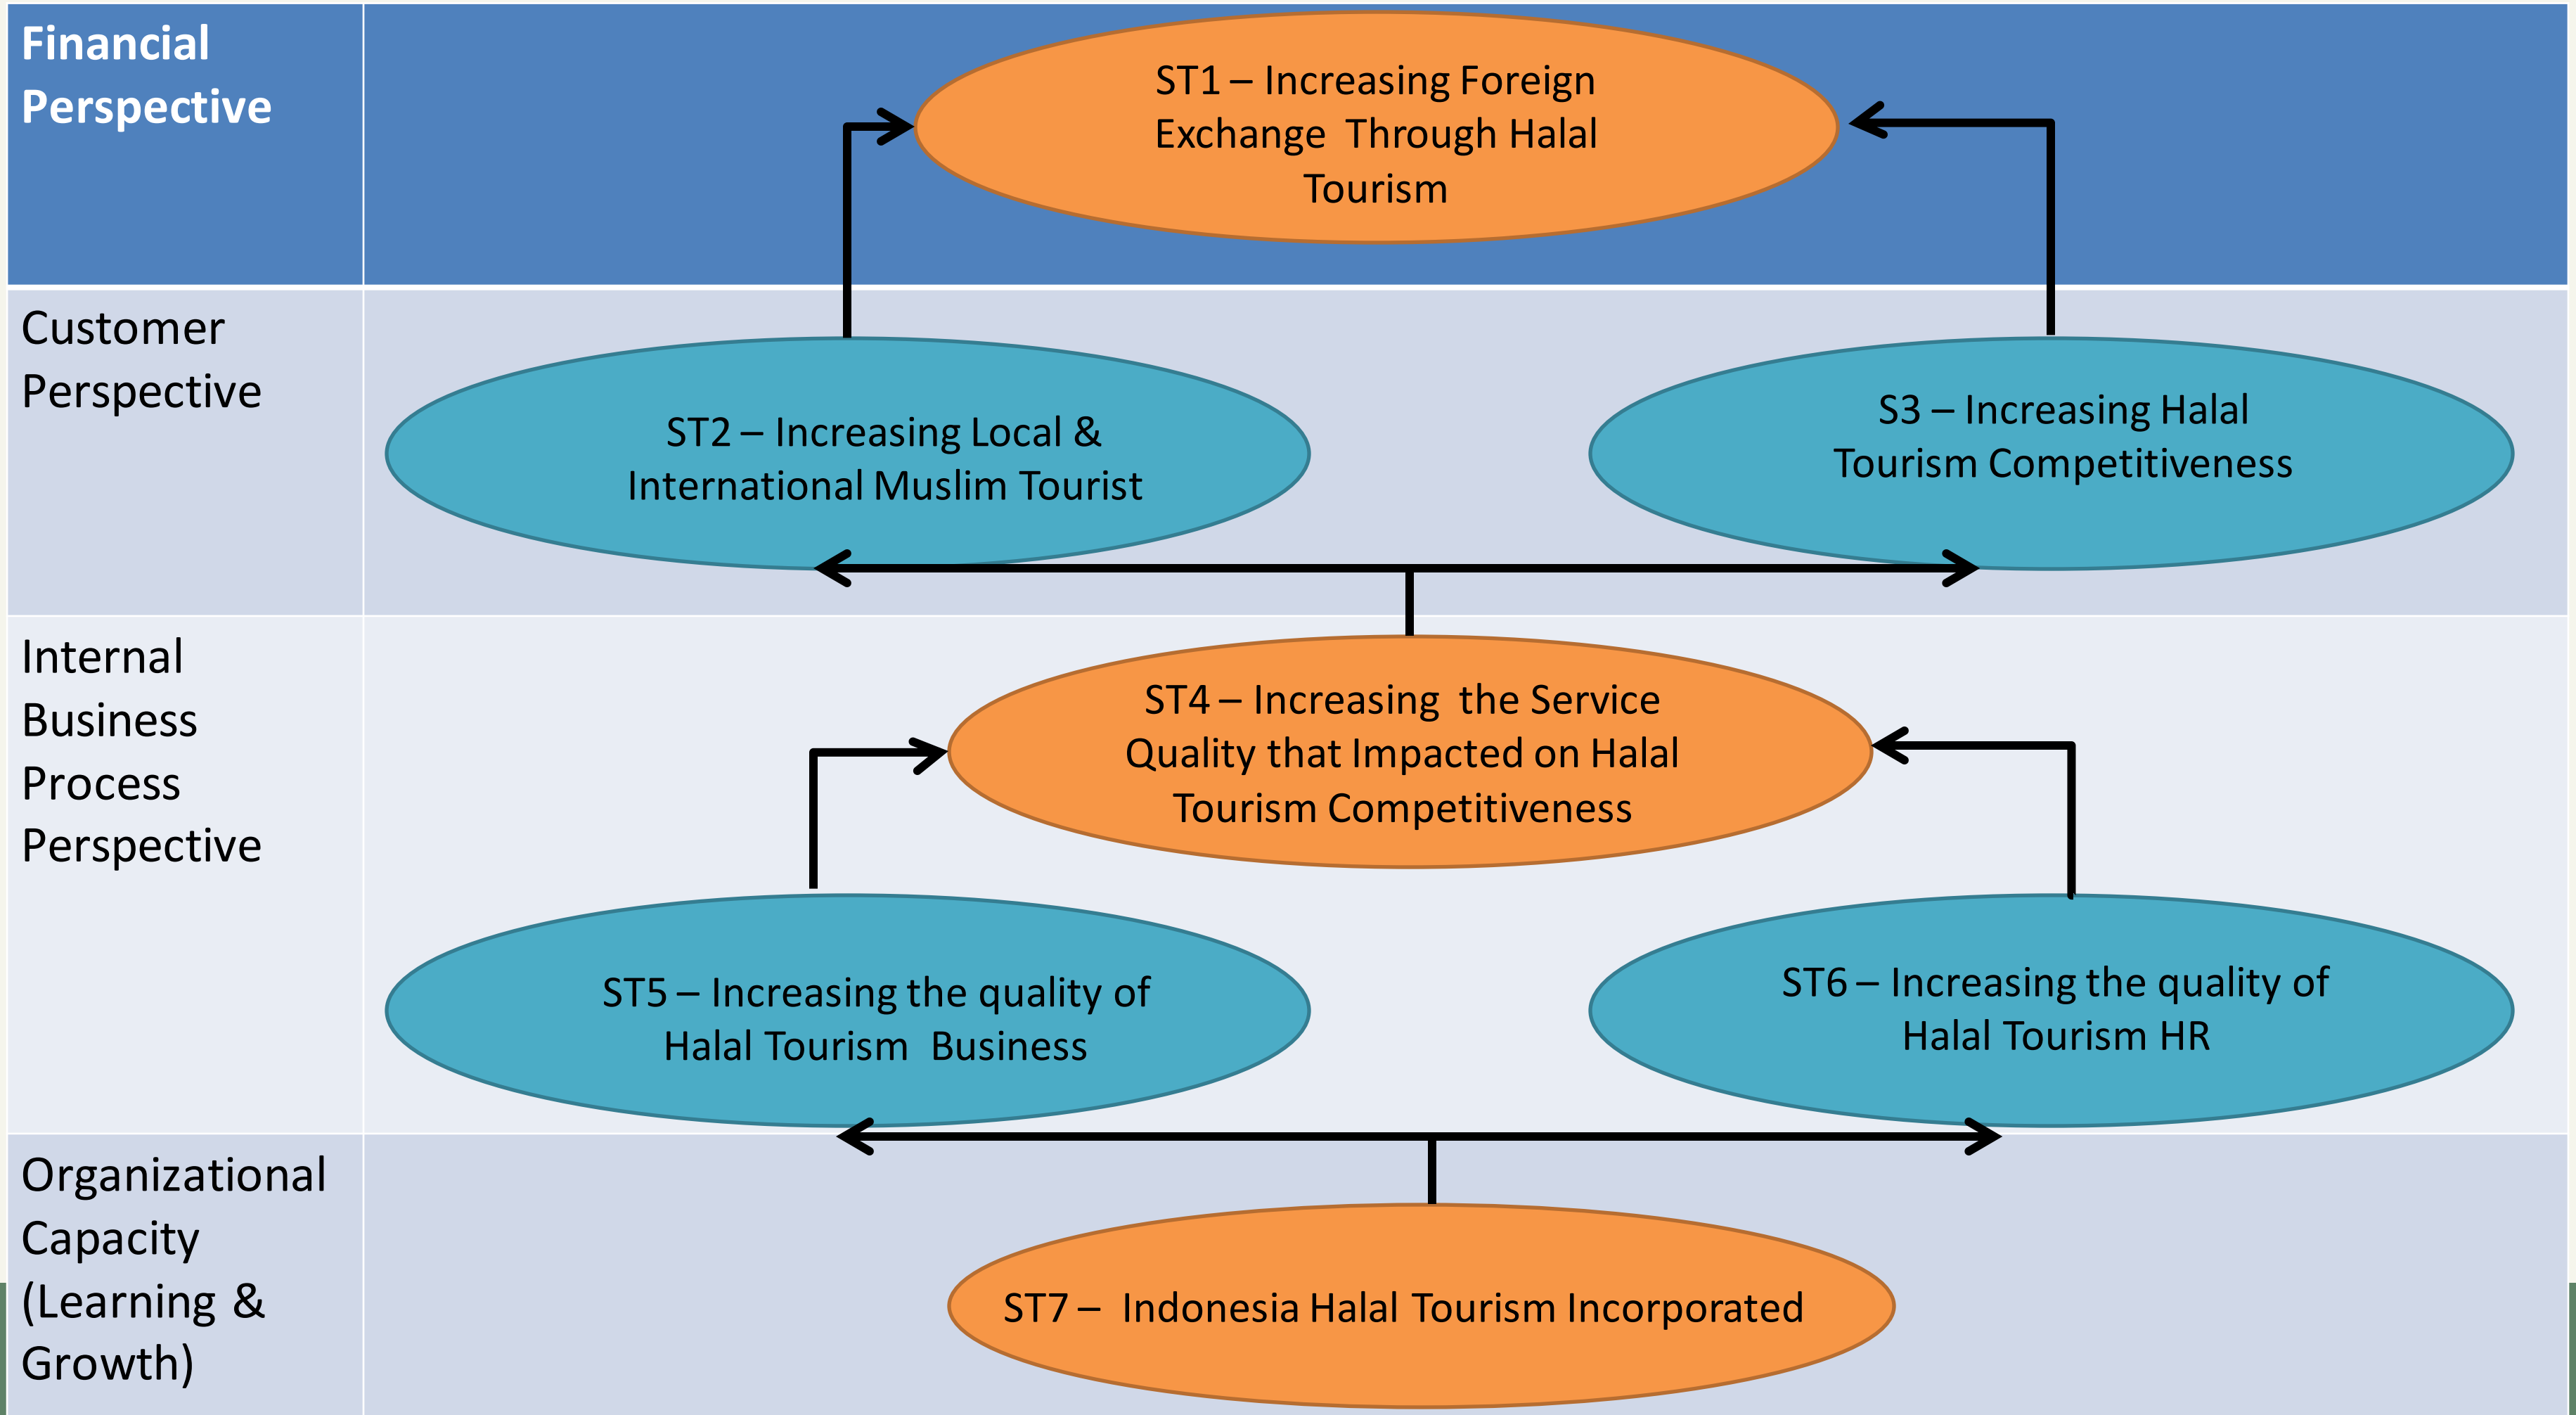 Financial
Perspective
ST1 – Increasing Foreign
Exchange Through Halal
Tourism
Customer
Perspective
ST2 – Increasing Local &
International Muslim Tourist
S3 – Increasing Halal
Tourism Competitiveness
Internal
Business
Process
Perspective
ST4 – Increasing the Service
Quality that Impacted on Halal
Tourism Competitiveness
ST5 – Increasing the quality of
Halal Tourism Business
ST6 – Increasing the quality of
Halal Tourism HR
Organizational
Capacity
(Learning &
Growth)
ST7 – Indonesia Halal Tourism Incorporated